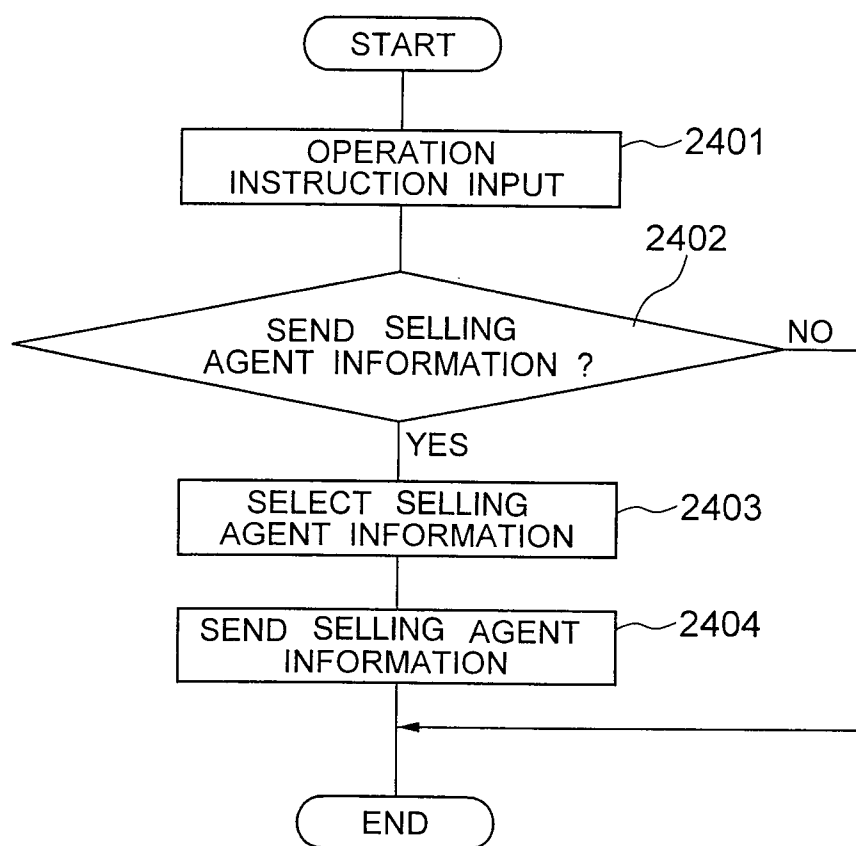 START
OPERATION
INSTRUCTION INPUT
2401
2402
SEND SELLING
AGENT INFORMATION ?
NO
YES
SELECT SELLING
AGENT INFORMATION
2403
SEND SELLING AGENT
INFORMATION
2404
END